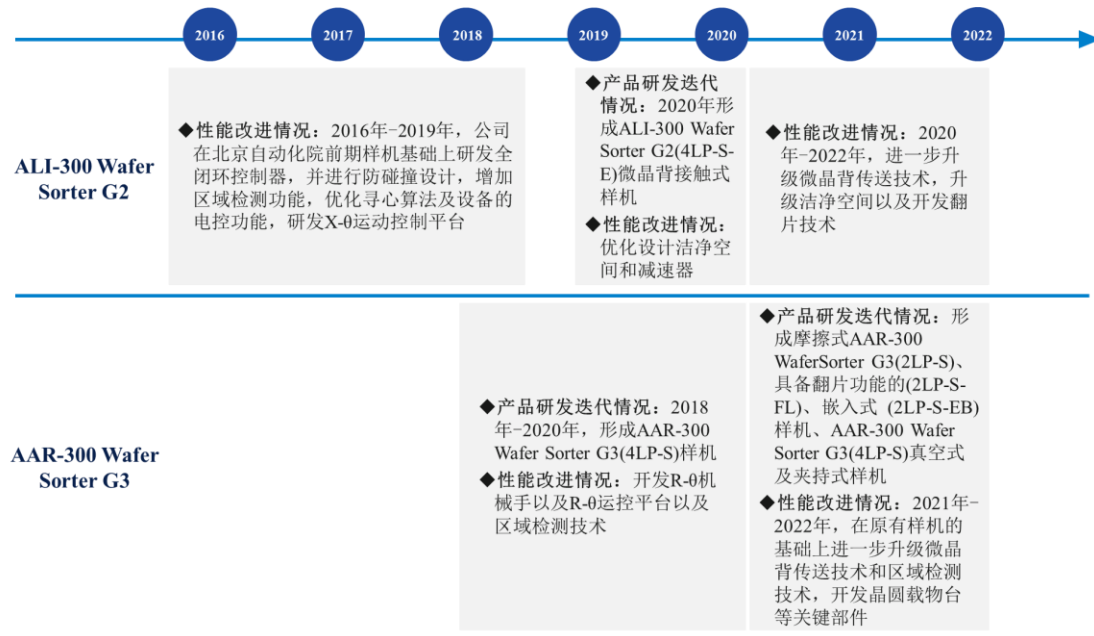 2016
2017
2018
2019
2020
2021
2022
ALI-300 Wafer
Sorter G2
◆性能改进情况：2016年-2019年，公司
在北京自动化院前期样机基础上研发全
闭环控制器，并进行防碰撞设计，增加
区域检测功能，优化寻心算法及设备的
电控功能，研发X-θ运动控制平台
◆产品研发迭代
情况：2020年形
成ALI-300 Wafer
Sorter G2(4LP-S-
E)微晶背接触式
样机
◆性能改进情况：
优化设计洁净空
间和减速器
◆性能改进情况：2020
年-2022年，进一步升
级微晶背传送技术，升
级洁净空间以及开发翻
片技术
AAR-300 Wafer
Sorter G3
◆产品研发迭代情况：2018
年-2020年，形成AAR-300
Wafer Sorter G3(4LP-S)样机
◆性能改进情况：开发R-θ机
械手以及R-θ运控平台以及
区域检测技术
◆产品研发迭代情况：形
成摩擦式AAR-300
WaferSorter G3(2LP-S)、
具备翻片功能的(2LP-S-
FL)、嵌入式 (2LP-S-EB)
样机、AAR-300 Wafer
Sorter G3(4LP-S)真空式
及夹持式样机
◆性能改进情况：2021年-
2022年，在原有样机的
基础上进一步升级微晶
背传送技术和区域检测
技术，开发晶圆载物台
等关键部件